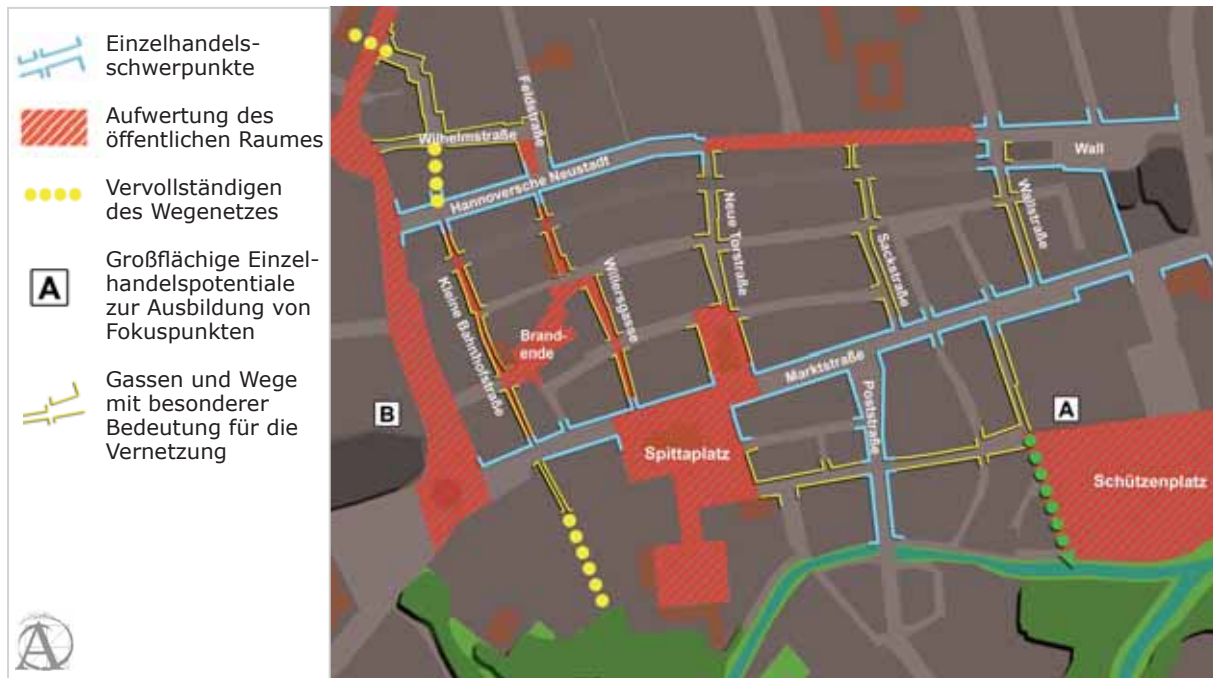 Einzelhandels-
schwerpunkte
Aufwertung des
öffentlichen Raumes
Vervollständigen
des Wegenetzes
A
Großflächige Einzel-
handelspotentiale
zur Ausbildung von
Fokuspunkten
Gassen und Wege
mit besonderer
Bedeutung für die
Vernetzung
A
Feldstraße
Wilhelmstraße
Wall
Hannoversche Neustadt
Neue Torstraße
Wallstraße
Sackstraße
Kleine Bahnhofstraße
Willersgasse
Brand-
ende
Marktstraße
Poststraße
B
A
Spittaplatz
Schützenplatz